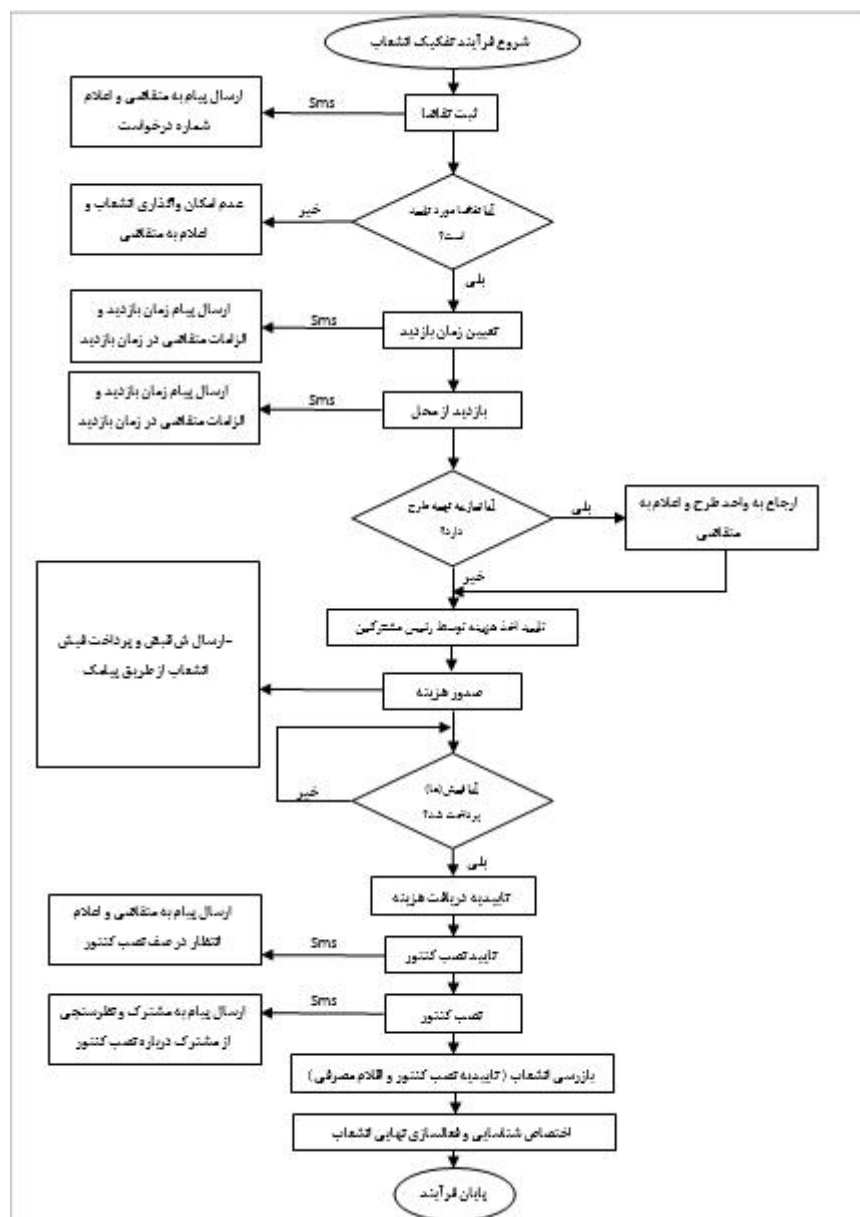 شروع فرآیند تفکیک انشعاب
ثبت تقاضا
Sms
ارسال پیام به متقاضی و اعلام
شماره درخواست
آیا تقاضا مورد تایید
است؟
خیر
عدم امکان واگذاری انشعاب و
اعلام به متقاضی
بلی
تعیین زمان بازدید
Sms
ارسال پیام زمان بازدید و
الزامات متقاضی در زمان بازدید
بازدید از محل
Sms
ارسال پیام زمان بازدید و
الزامات متقاضی در زمان بازدید
آیا نیاز به تهیه طرح
دارد؟
بلی
ارجاع به واحد طرح و اعلام به
متقاضی
خیر
تایید اخذ هزینه توسط رئیس مشترکین
صدور هزینه
-ارسال ش قبض و پرداخت فیش
انشعاب از طریق پیامک
آیا فیش(ها)
پرداخت شد؟
خیر
بلی
تاییدیه دریافت هزینه
تایید نصب کنتور
Sms
ارسال پیام به متقاضی و اعلام
انتظار در صف نصب کنتور
نصب کنتور
Sms
ارسال پیام به مشترک و نظرسنجی
از مشترک درباره نصب کنتور
بازرسی انشعاب (تاییدیه نصب کنتور و اقلام مصرفی)
اختصاص شناسایی و فعالسازی نهایی انشعاب
پایان فرآیند